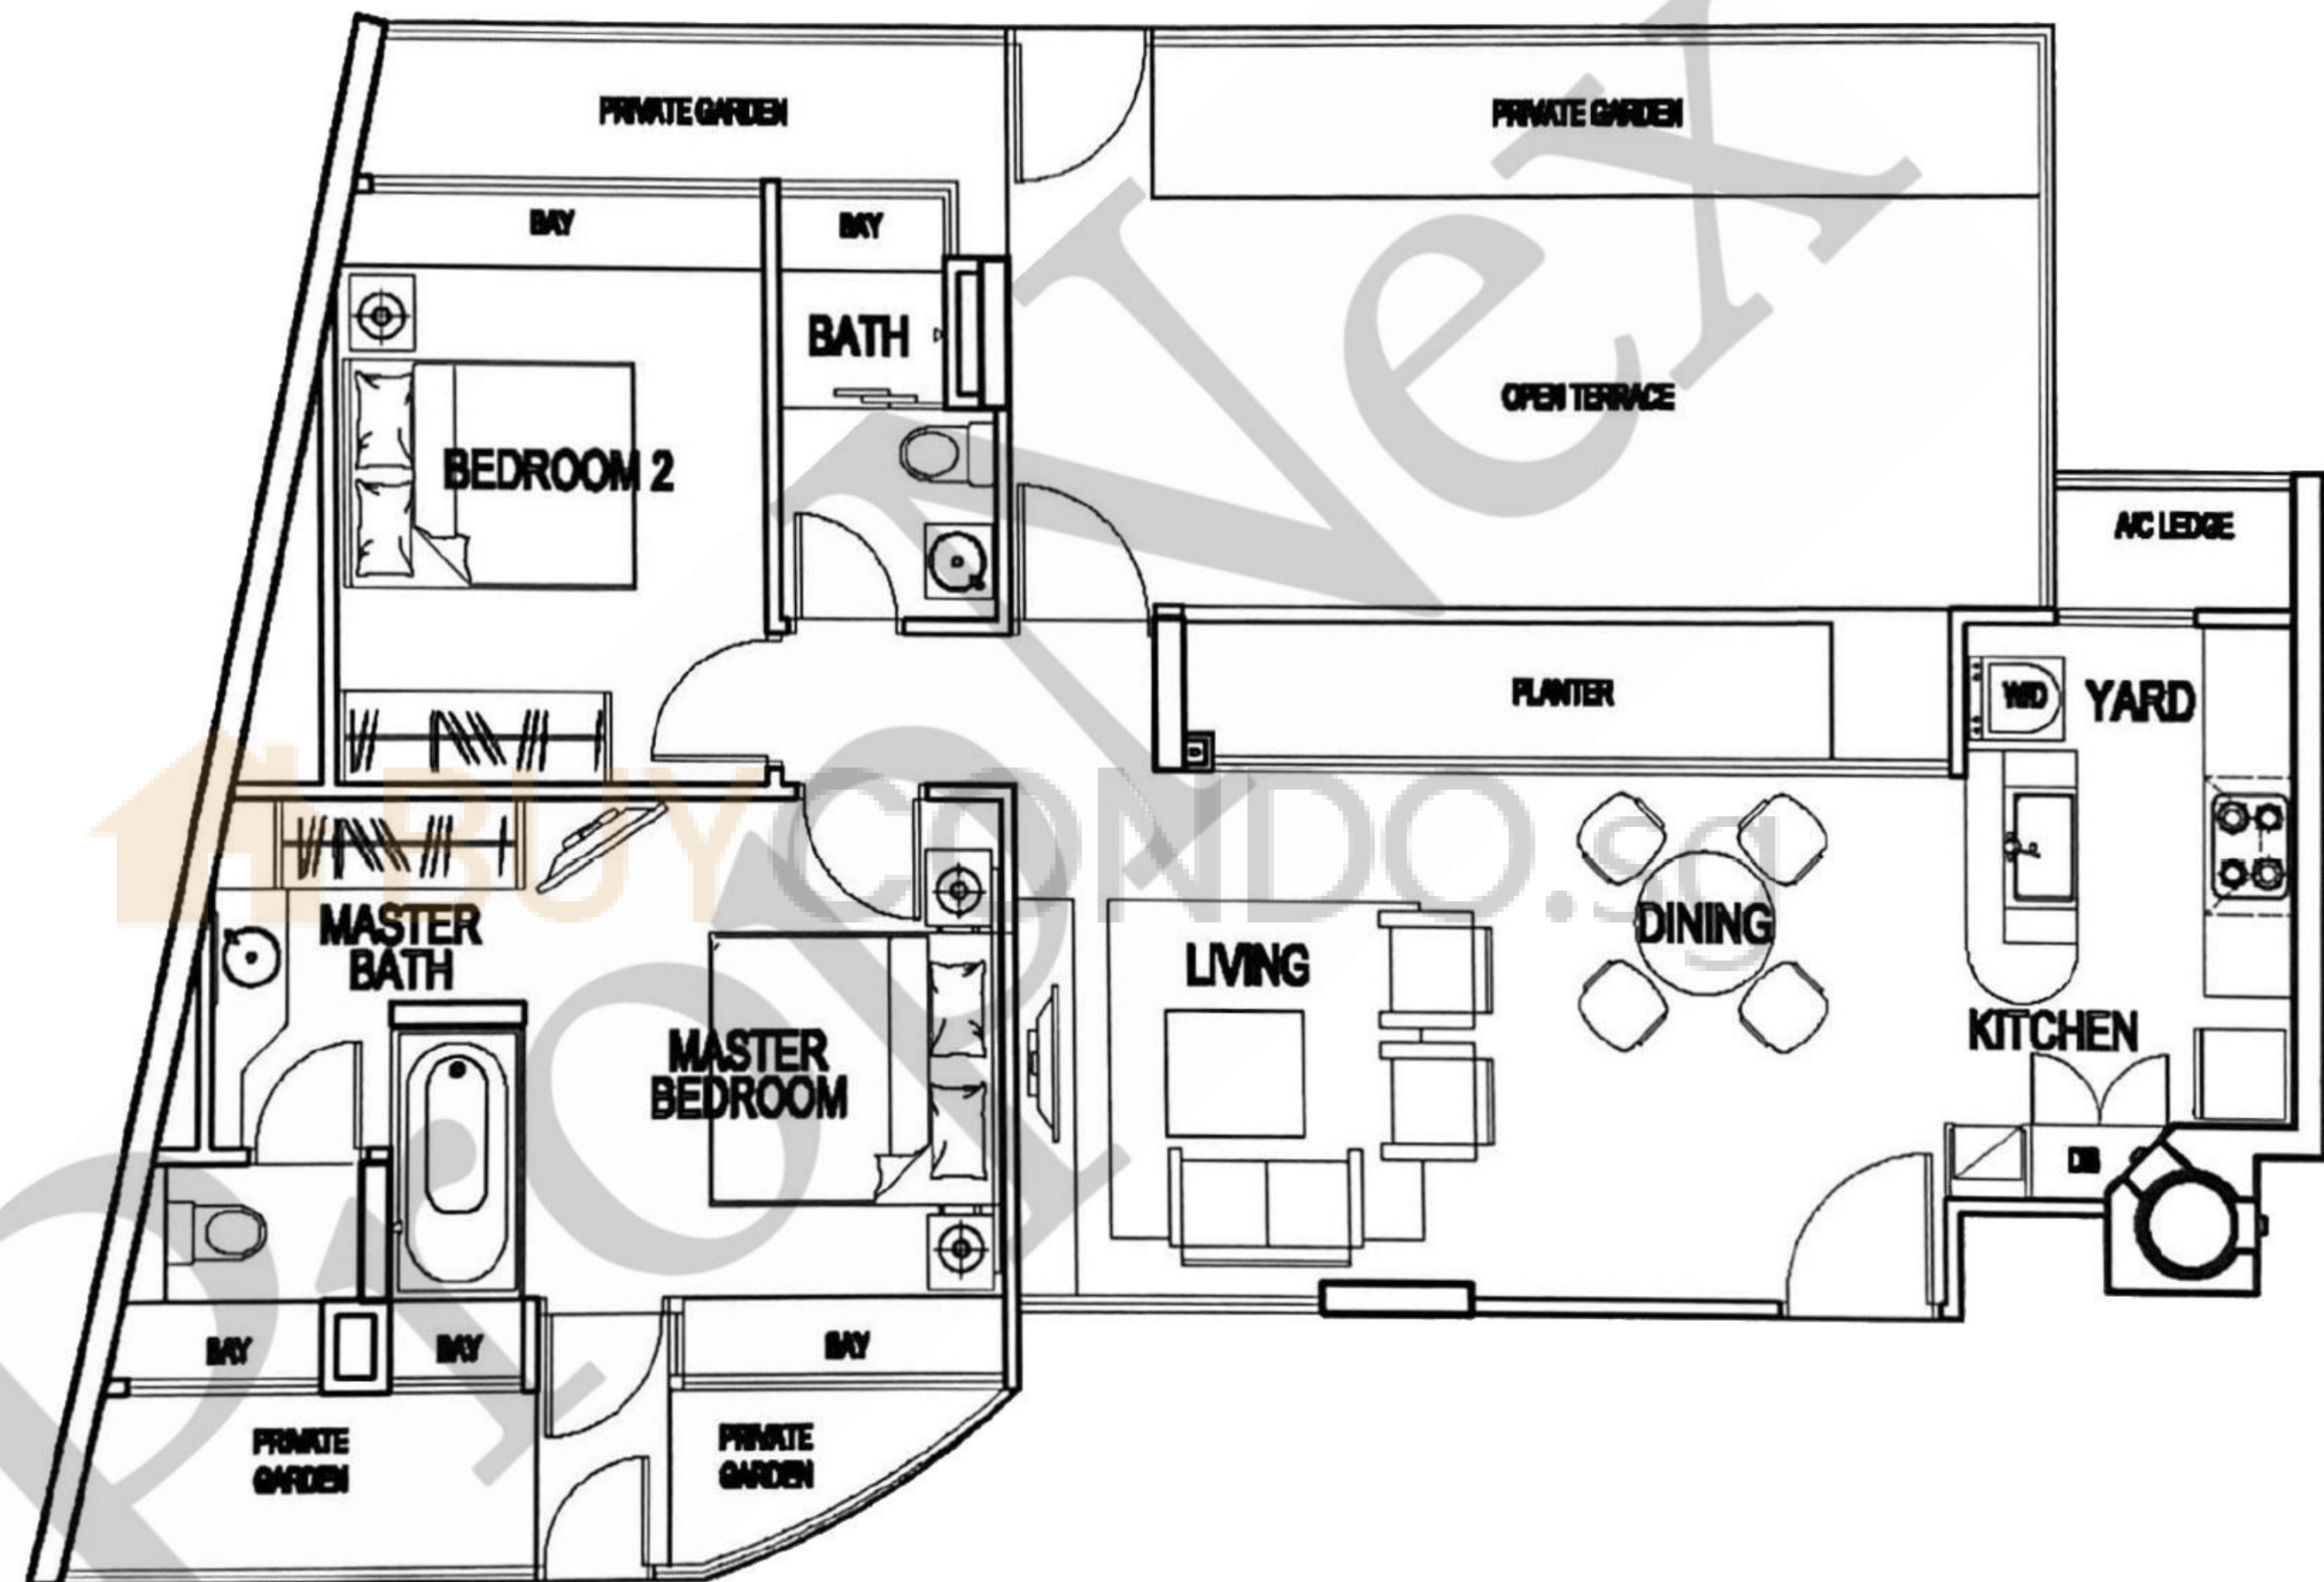 PRIVATE GARDEN
PRIVATE GARDEN
BAY
BAY
BATH
OPEN TERRACE
BEDROOM 2
A/C LEDGE
PLANTER
W/D
YARD
BUYCONDO.sg
MASTER
BATH
LIVING
DINING
KITCHEN
MASTER
BEDROOM
DB
BAY
BAY
BAY
PRIVATE
GARDEN
PRIVATE
GARDEN
PropNex